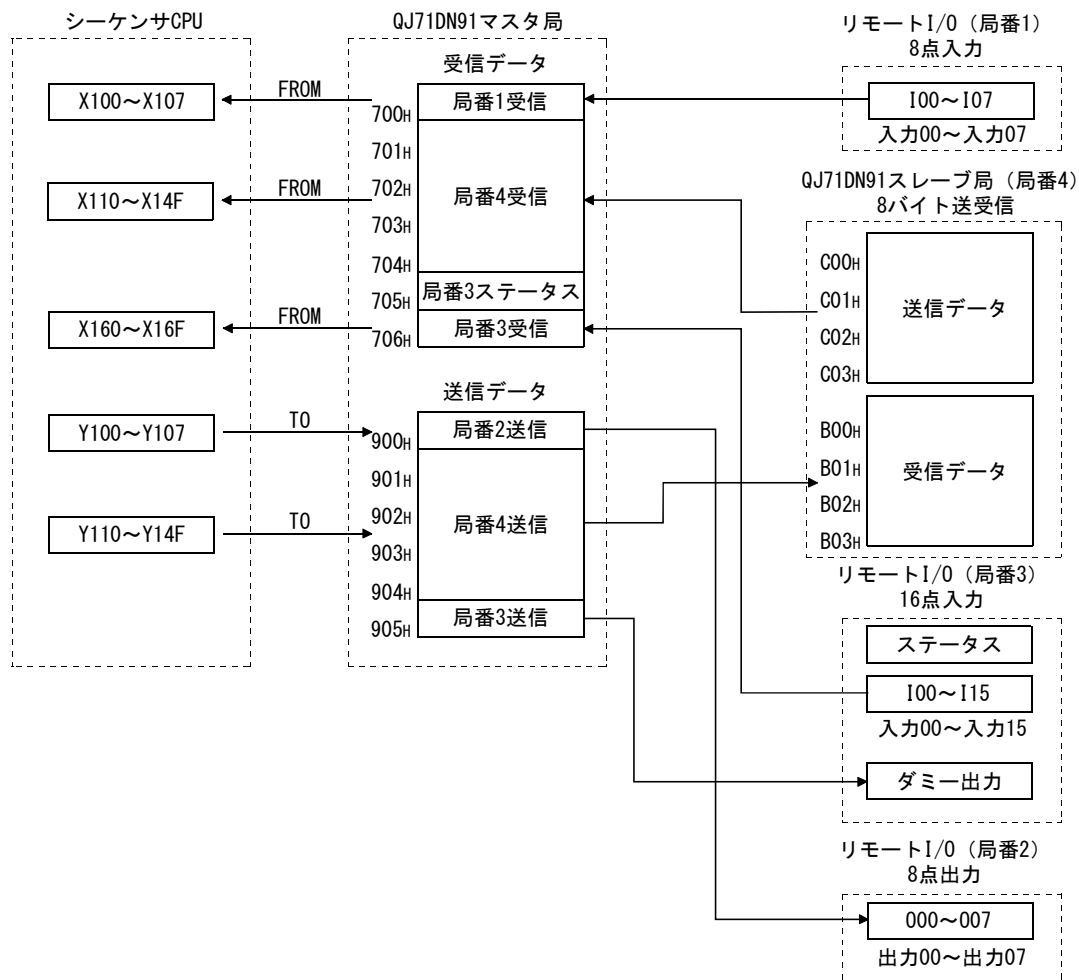 シーケンサCPU
X100～X107
X110～X14F
X160～X16F
Y100～Y107
Y110～Y14F
FROM
FROM
FROM
TO
TO
QJ71DN91マスタ局
受信データ
700H
701H
702H
703H
704H
705H
706H
局番1受信
局番4受信
局番3ステータス
局番3受信
送信データ
900H
901H
902H
903H
904H
905H
局番2送信
局番4送信
局番3送信
リモートI/O（局番1）
8点入力
I00～I07
入力00～入力07
QJ71DN91スレーブ局（局番4）
8バイト送受信
C00H
C01H
C02H
C03H
送信データ
B00H
B01H
B02H
B03H
受信データ
リモートI/O（局番3）
16点入力
ステータス
I00～I15
入力00～入力15
ダミー出力
リモートI/O（局番2）
8点出力
O00～O07
出力00～出力07